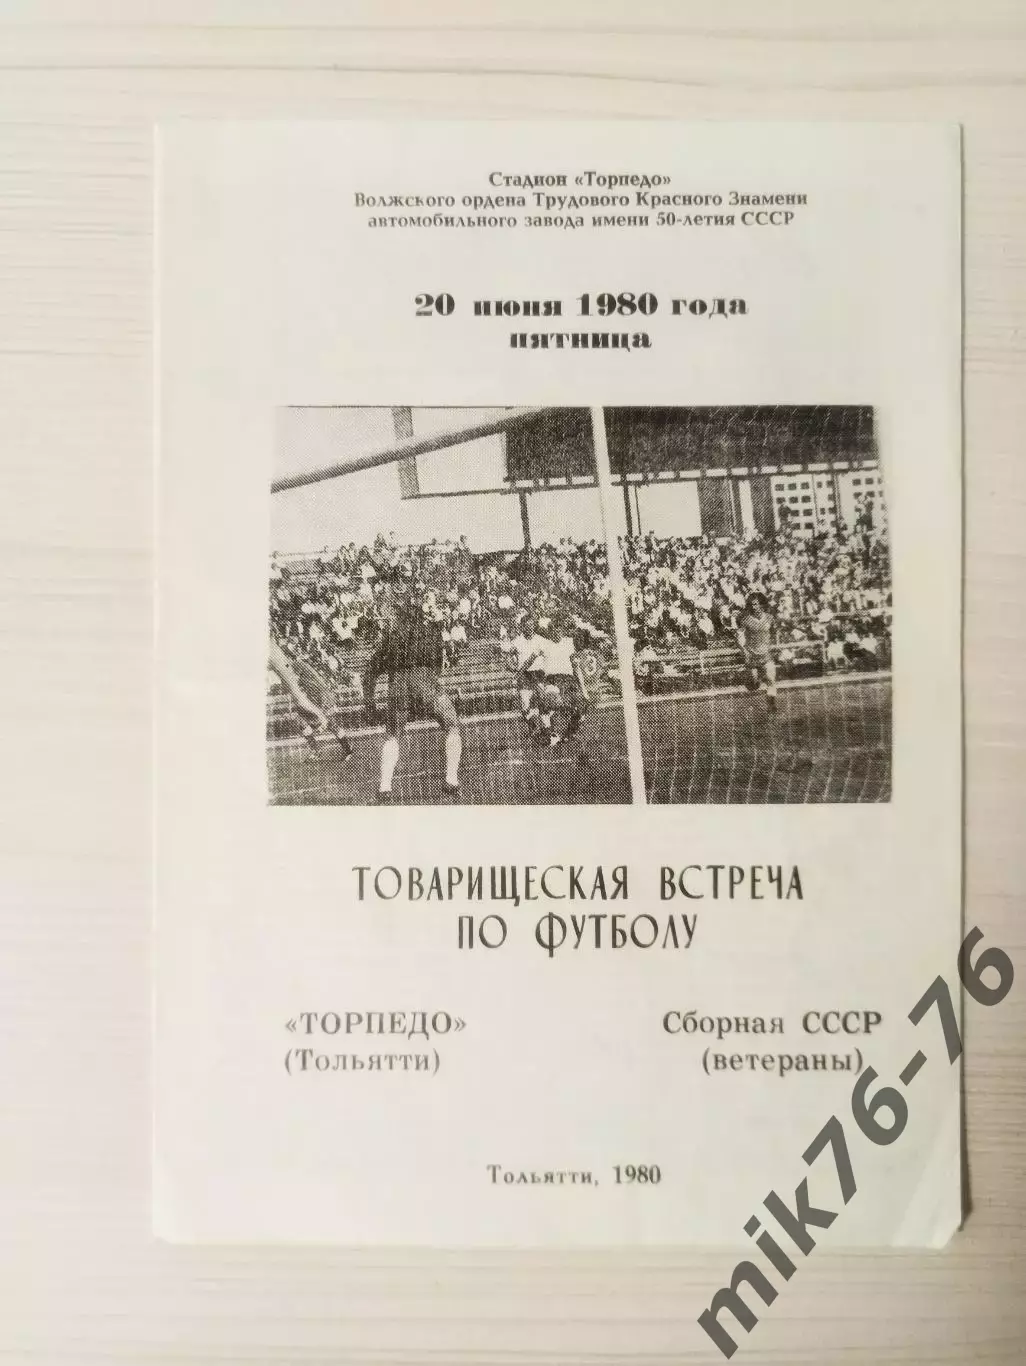 Стадион «Торпедо»
Волжского ордена Трудового Красного Знамени
автомобильного завода имени 50-летия СССР
20 июня 1980 года
пятница
3
ТОВАРИЩЕСКАЯ ВСТРЕЧА
ПО ФУТБОЛУ
«ТОРПЕДО»
(Тольятти)
Сборная СССР
(ветераны)
Тольятти, 1980
mik76-76